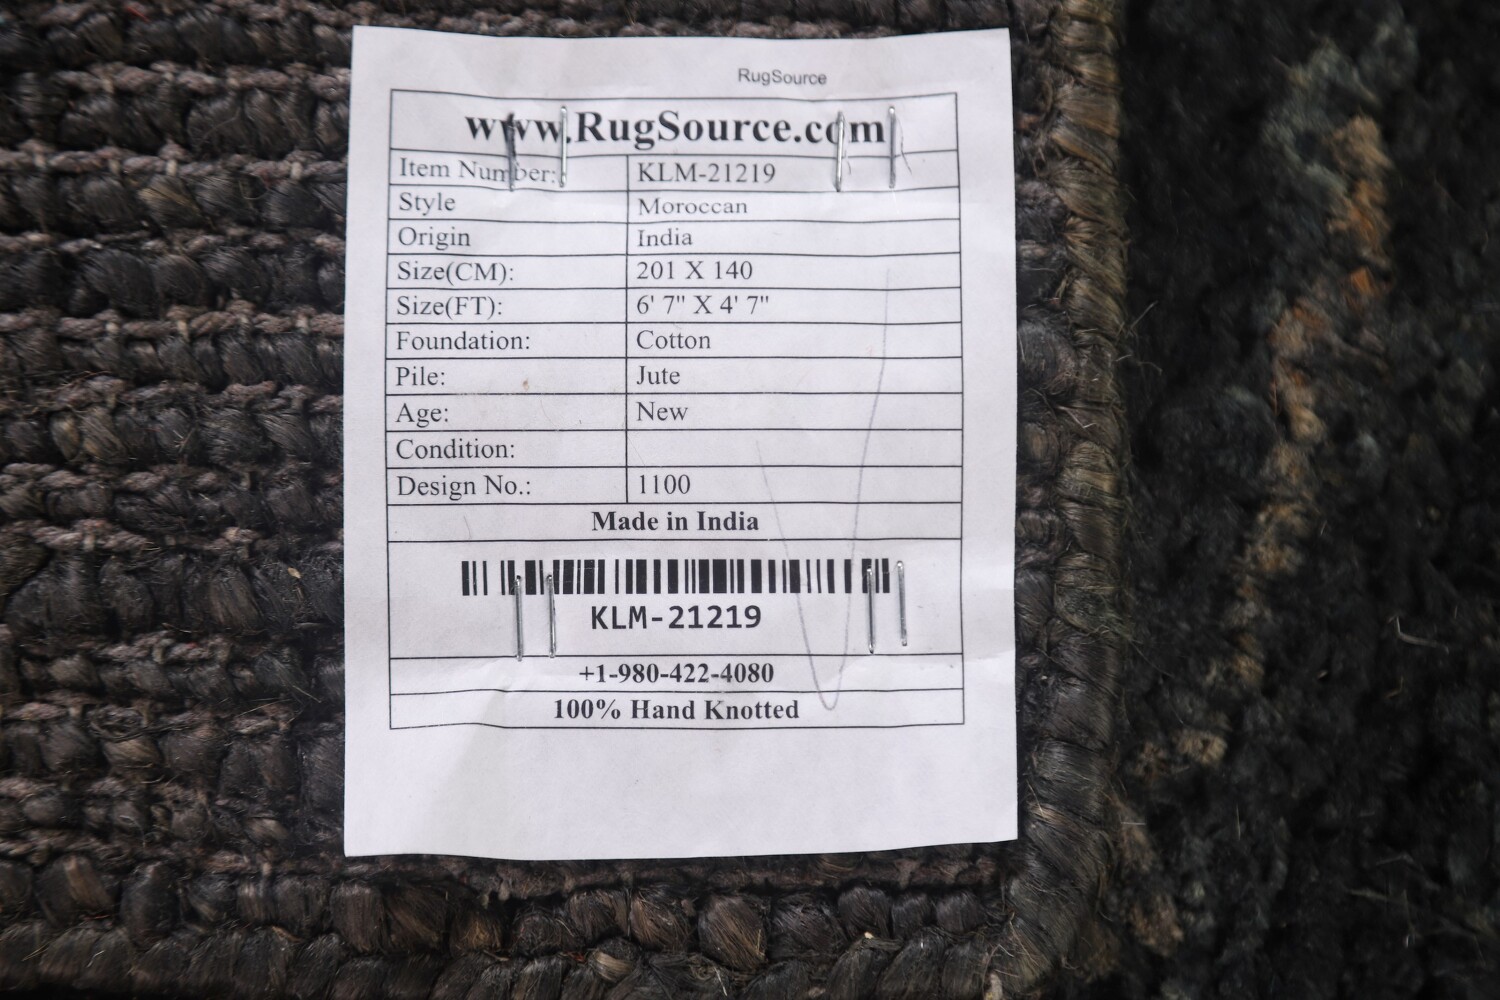 RugSource
www.RugSource.com
Item Number: KLM-21219
Style Moroccan
Origin India
Size(CM): 201 X 140
Size(FT): 6' 7" X 4' 7"
Foundation: Cotton
Pile: Jute
Age: New
Condition:
Design No.: 1100
Made in India
KLM-21219
+1-980-422-4080
100% Hand Knotted